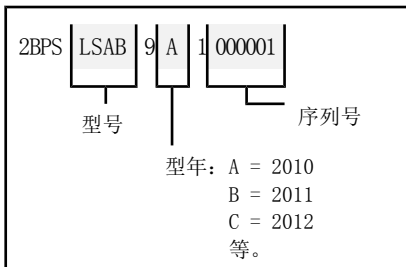 2BPS LSAB 9 A 1 000001
型号
序列号
型年: A = 2010
B = 2011
C = 2012
等。